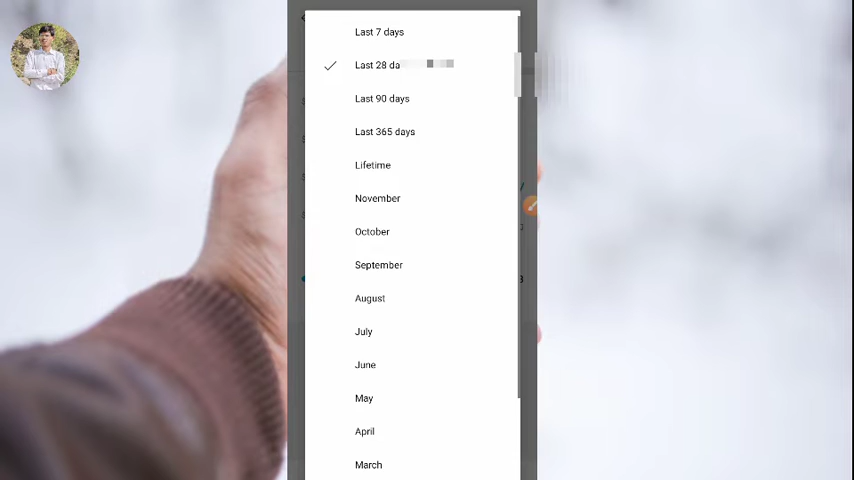 Last 7 days
Last 28 da
Last 90 days
Last 365 days
Lifetime
November
October
September
August
July
June
May
April
March